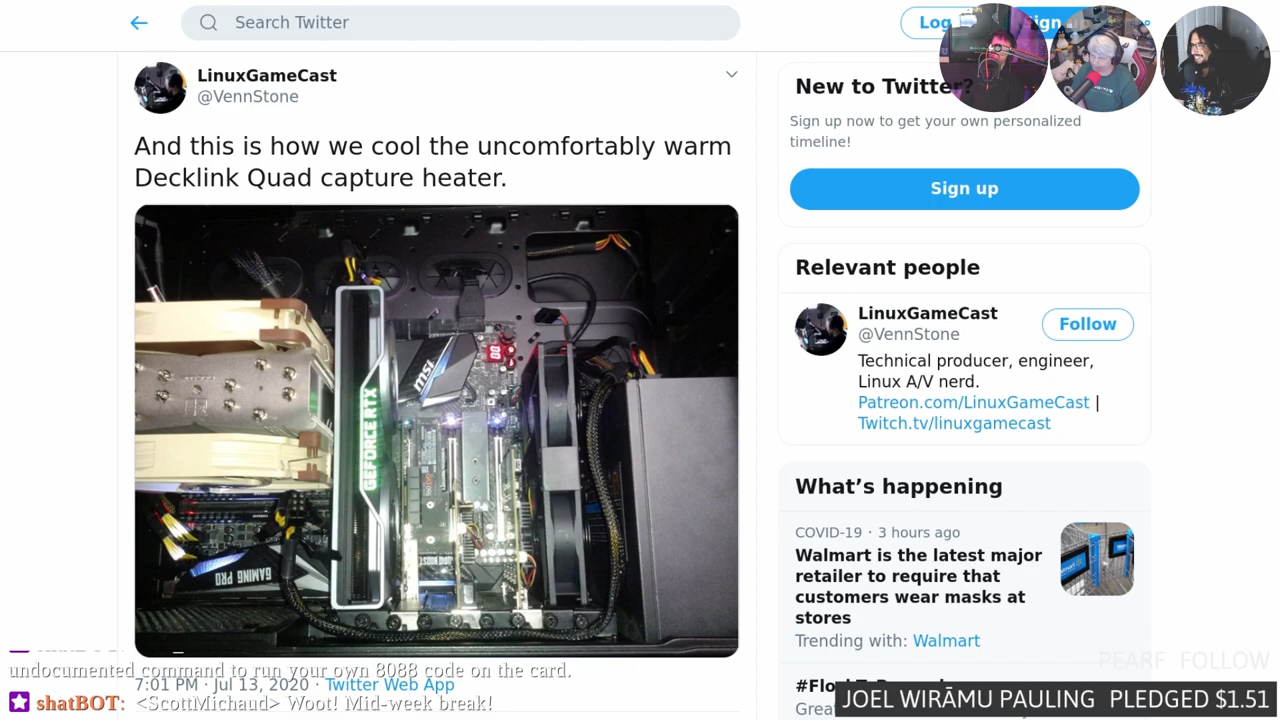 Search Twitter
Log
ign
LinuxGameCast
@VennStone
And this is how we cool the uncomfortably warm
Decklink Quad capture heater.
msi
GEFORCE RTX
GAMING PRO
undocumented command to run your own 8088 code on the card.
7:01 PM · Jul 13, 2020 · Twitter Web App
shatBOT: <ScottMichaud> Woot! Mid-week break!
New to Twitter?
Sign up now to get your own personalized
timeline!
Sign up
Relevant people
LinuxGameCast
@VennStone
Follow
Technical producer, engineer,
Linux A/V nerd.
Patreon.com/LinuxGameCast |
Twitch.tv/linuxgamecast
What’s happening
COVID-19 · 3 hours ago
Walmart is the latest major
retailer to require that
customers wear masks at
stores
Trending with: Walmart
PEARF FOLLOW
JOEL WIRĀMU PAULING PLEDGED $1.51